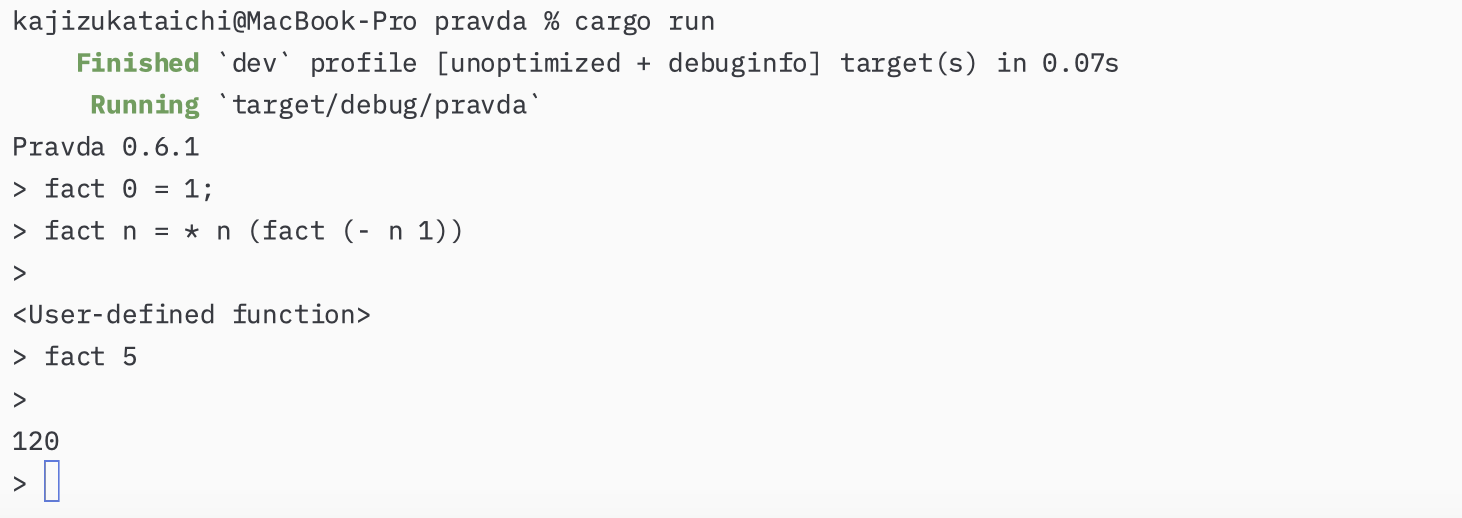 kajizukataichi@MacBook-Pro pravda % cargo run
Finished `dev` profile [unoptimized + debuginfo] target(s) in 0.07s
Running `target/debug/pravda`
Pravda 0.6.1
> fact 0 = 1;
> fact n = * n (fact (- n 1))
>
<User-defined function>
> fact 5
>
120
>